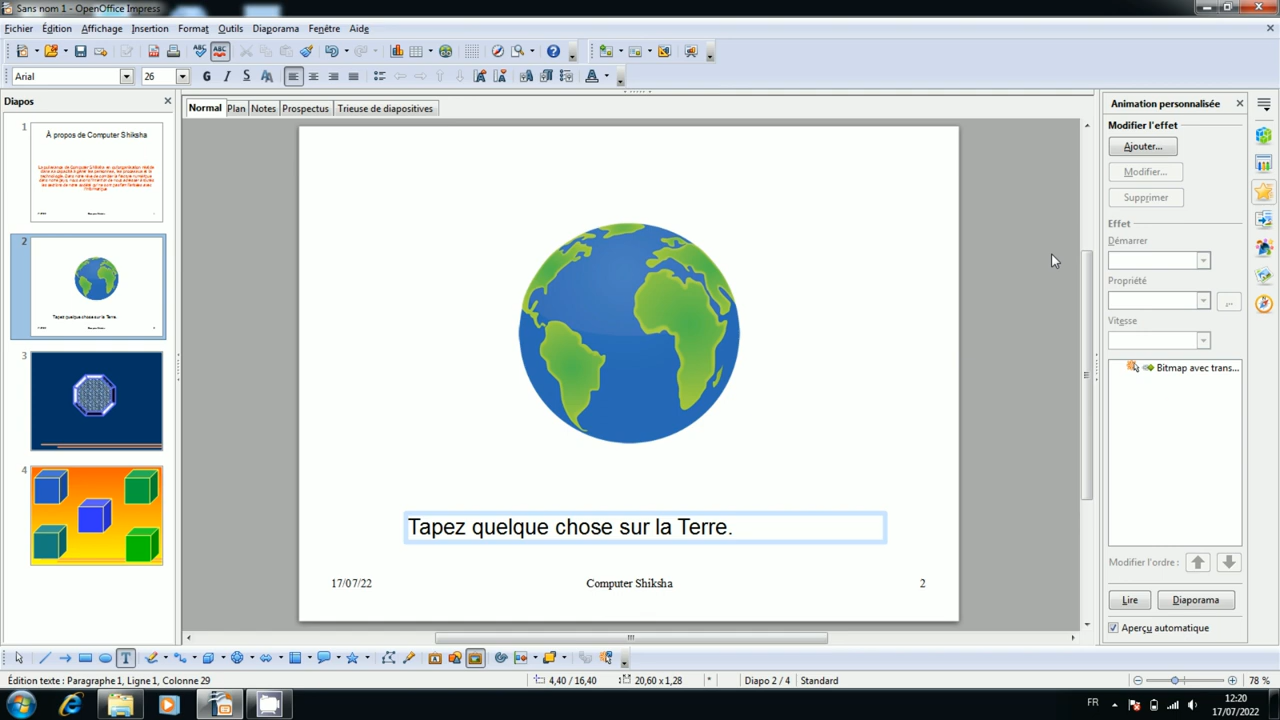 Sans nom 1 - OpenOffice Impress
Fichier Édition Affichage Insertion Format Outils Diaporama Fenêtre Aide
Arial 26
Diapos
Normal Plan Notes Prospectus Trieuse de diapositives
1
À propos de Computer Shiksha
2
Tapez quelque chose sur la Terre.
3
4
Tapez quelque chose sur la Terre.
17/07/22 Computer Shiksha 2
Animation personnalisée
Modifier l'effet
Ajouter...
Modifier...
Supprimer
Effet
Démarrer
Propriété
Vitesse
Bitmap avec trans...
Modifier l'ordre :
Lire Diaporama
Aperçu automatique
Édition texte : Paragraphe 1, Ligne 1, Colonne 29 4,40 / 16,40 20,60 x 1,28 * Diapo 2 / 4 Standard 78 %
FR 12:20
17/07/2022